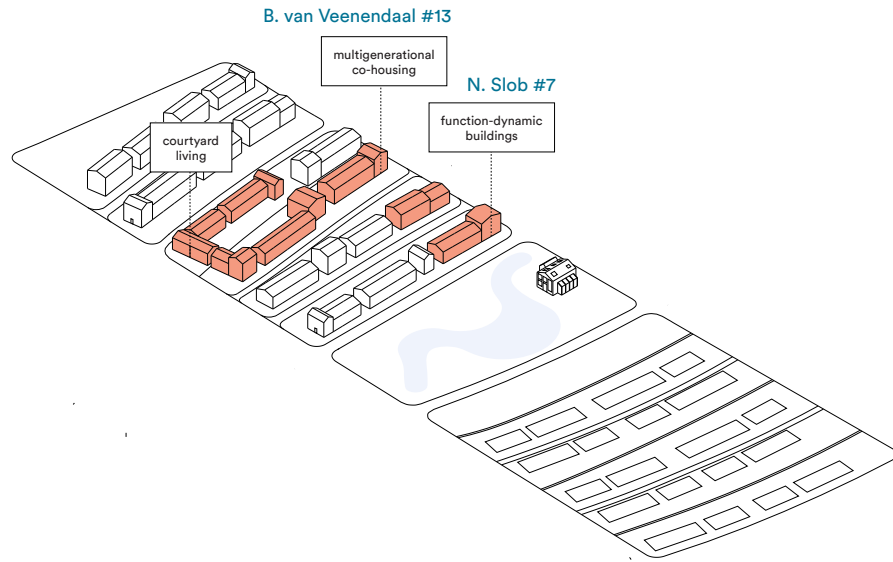 B. van Veenendaal #13
multigenerational
co-housing
N. Slob #7
function-dynamic
buildings
courtyard
living